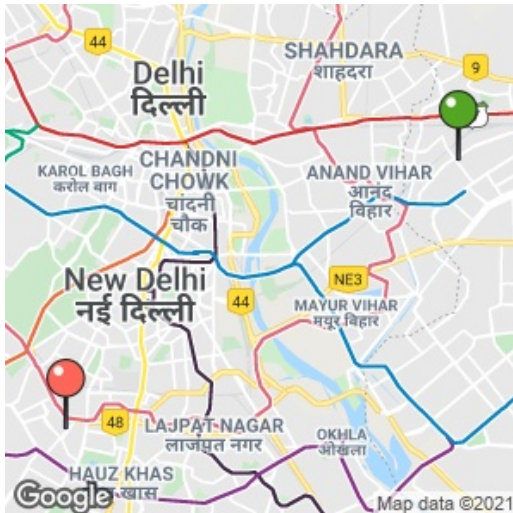 44
SHAHDARA
शाहदरा
9
Delhi
दिल्ली
KAROL BAGH
करोल बाग
CHANDNI
CHOWK
चांदनी
चौक
ANAND VIHAR
आनंद
विहार
New Delhi
नई दिल्ली
NE3
44
MAYUR VIHAR
मयूर विहार
48
LAJPAT NAGAR
लाजपत नगर
OKHLA
ओखला
HAUZ KHAS
खास
Google
Map data ©2021